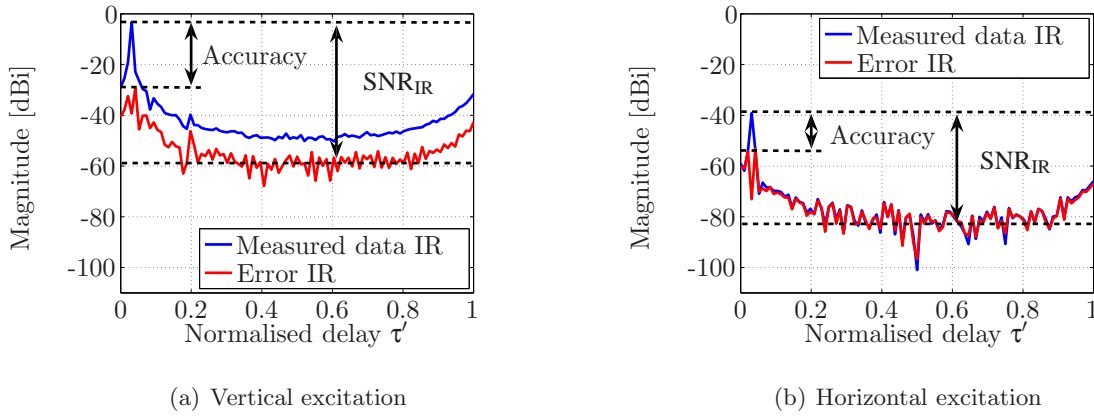 Magnitude [dBi]
-20
-40
-60
-80
-100
0
0.2
0.4
0.6
0.8
1
Normalised delay τ′
Accuracy
SNR_IR
Measured data IR
Error IR
(a) Vertical excitation
Magnitude [dBi]
-20
-40
-60
-80
-100
0
0.2
0.4
0.6
0.8
1
Normalised delay τ′
Measured data IR
Error IR
Accuracy
SNR_IR
(b) Horizontal excitation